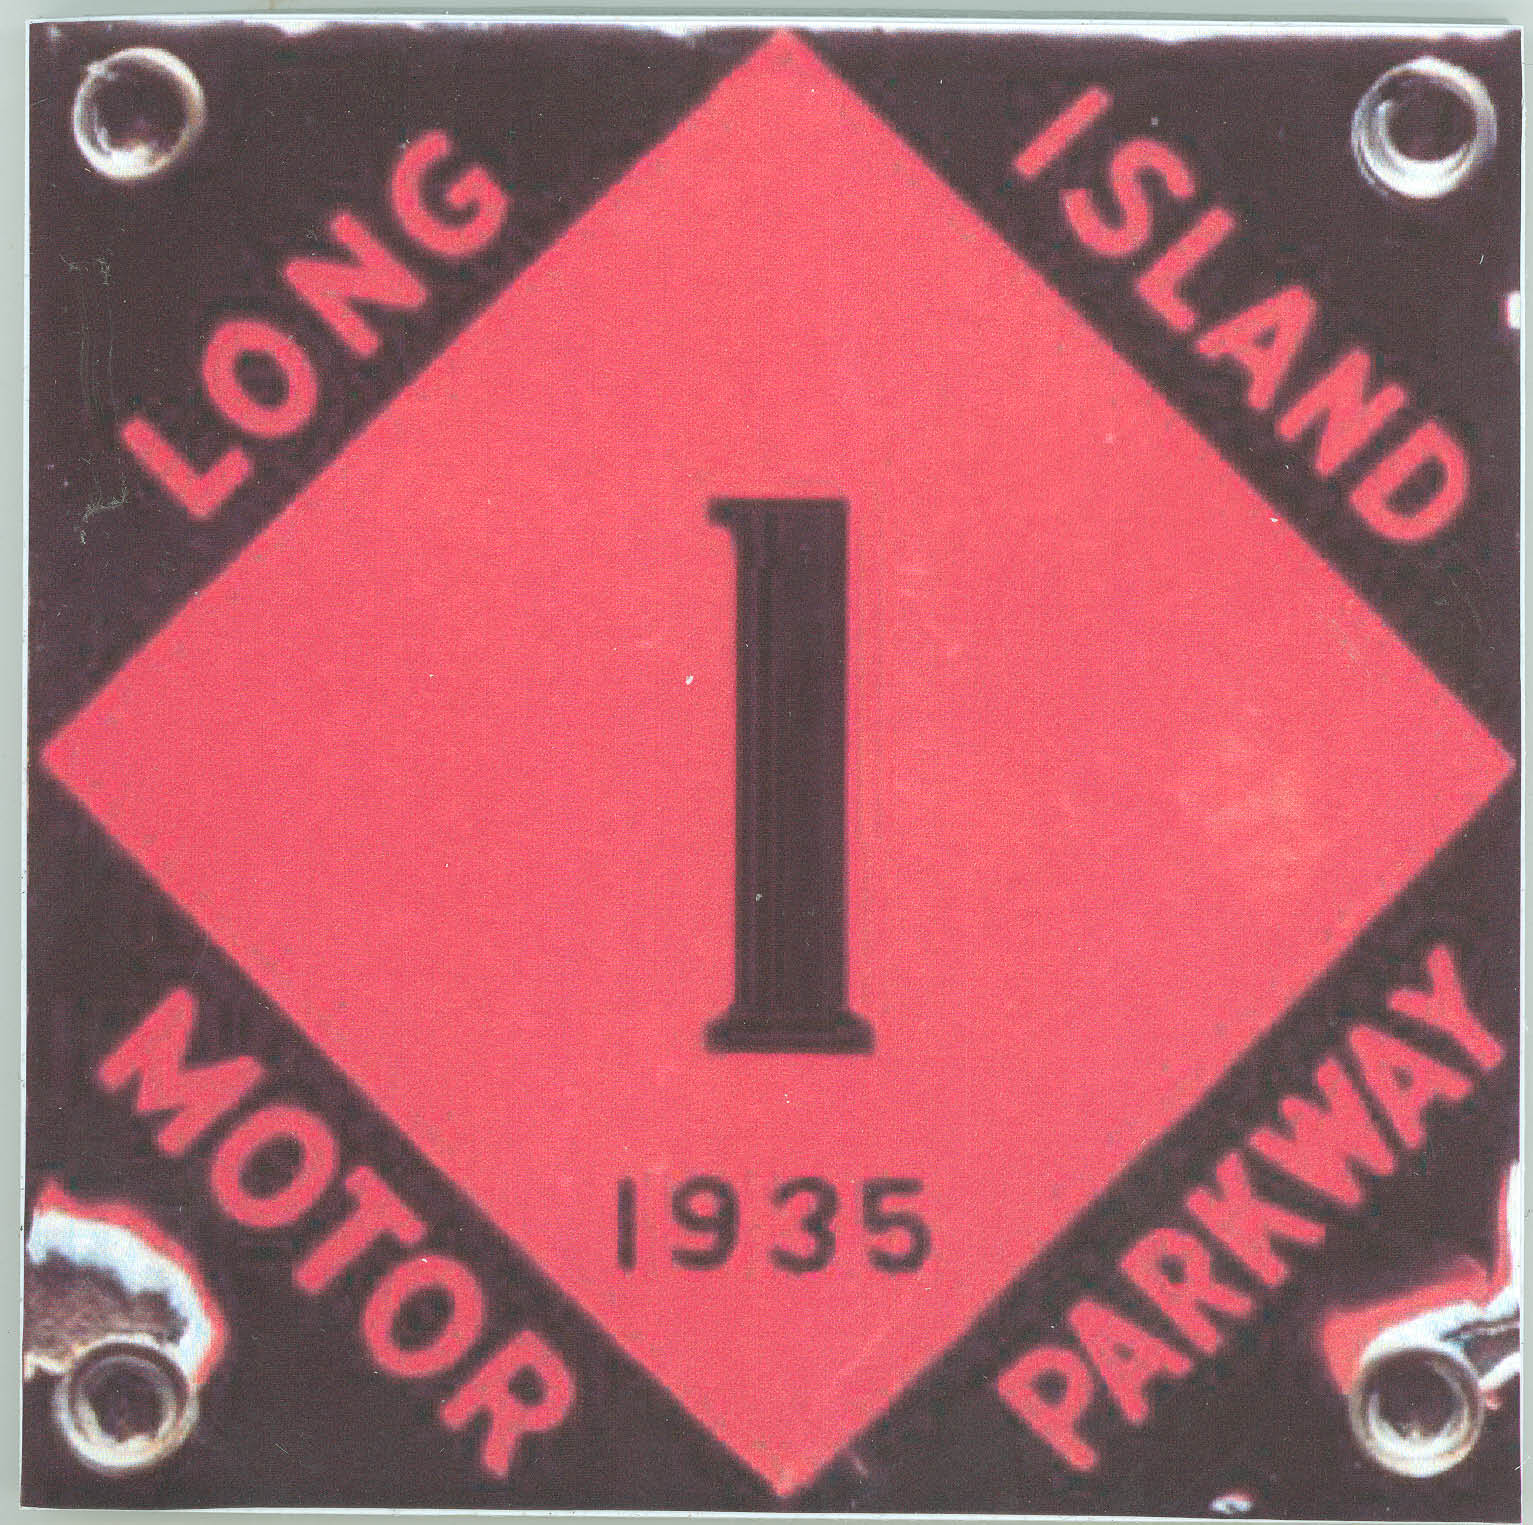 LONG
ISLAND
1
1935
MOTOR
PARKWAY